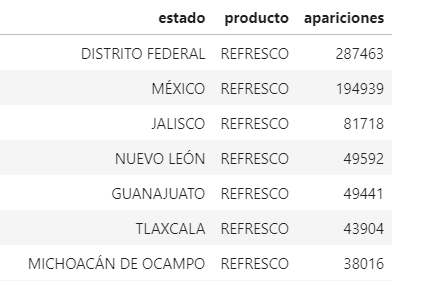 estado producto apariciones
DISTRITO FEDERAL REFRESCO 287463
MÉXICO REFRESCO 194939
JALISCO REFRESCO 81718
NUEVO LEÓN REFRESCO 49592
GUANAJUATO REFRESCO 49441
TLAXCALA REFRESCO 43904
MICHOACÁN DE OCAMPO REFRESCO 38016